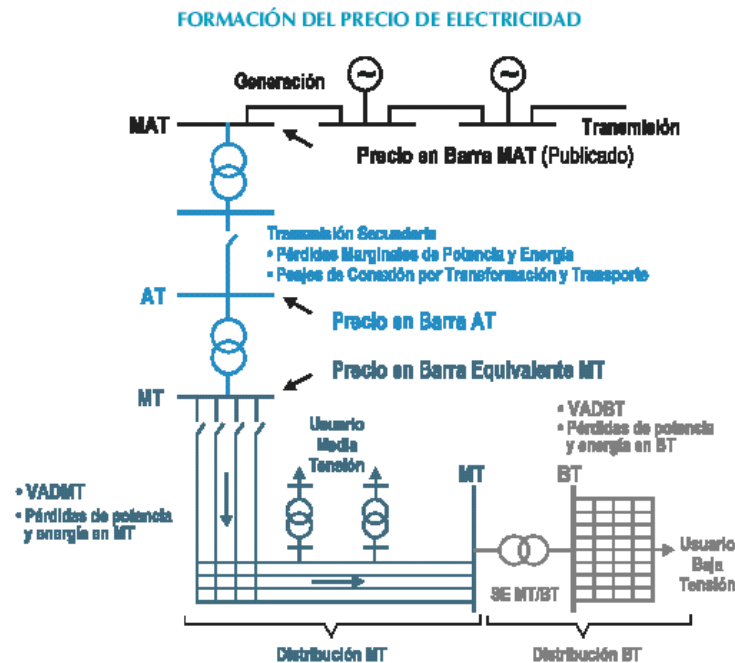 FORMACIÓN DEL PRECIO DE ELECTRICIDAD
Generación
MAT
Transmisión
Precio en Barra MAT (Publicado)
Transmisión Secundaria
• Pérdidas Marginales de Potencia y Energía
• Peajes de Conexión por Transformación y Transporte
AT
Precio en Barra AT
Precio en Barra Equivalente MT
MT
• VADBT
• Pérdidas de potencia
y energía en BT
Usuario
Media
Tensión
MT
BT
• VADMT
• Pérdidas de potencia
y energía en MT
Usuario
Baja
Tensión
SE MT/BT
Distribución MT
Distribución BT